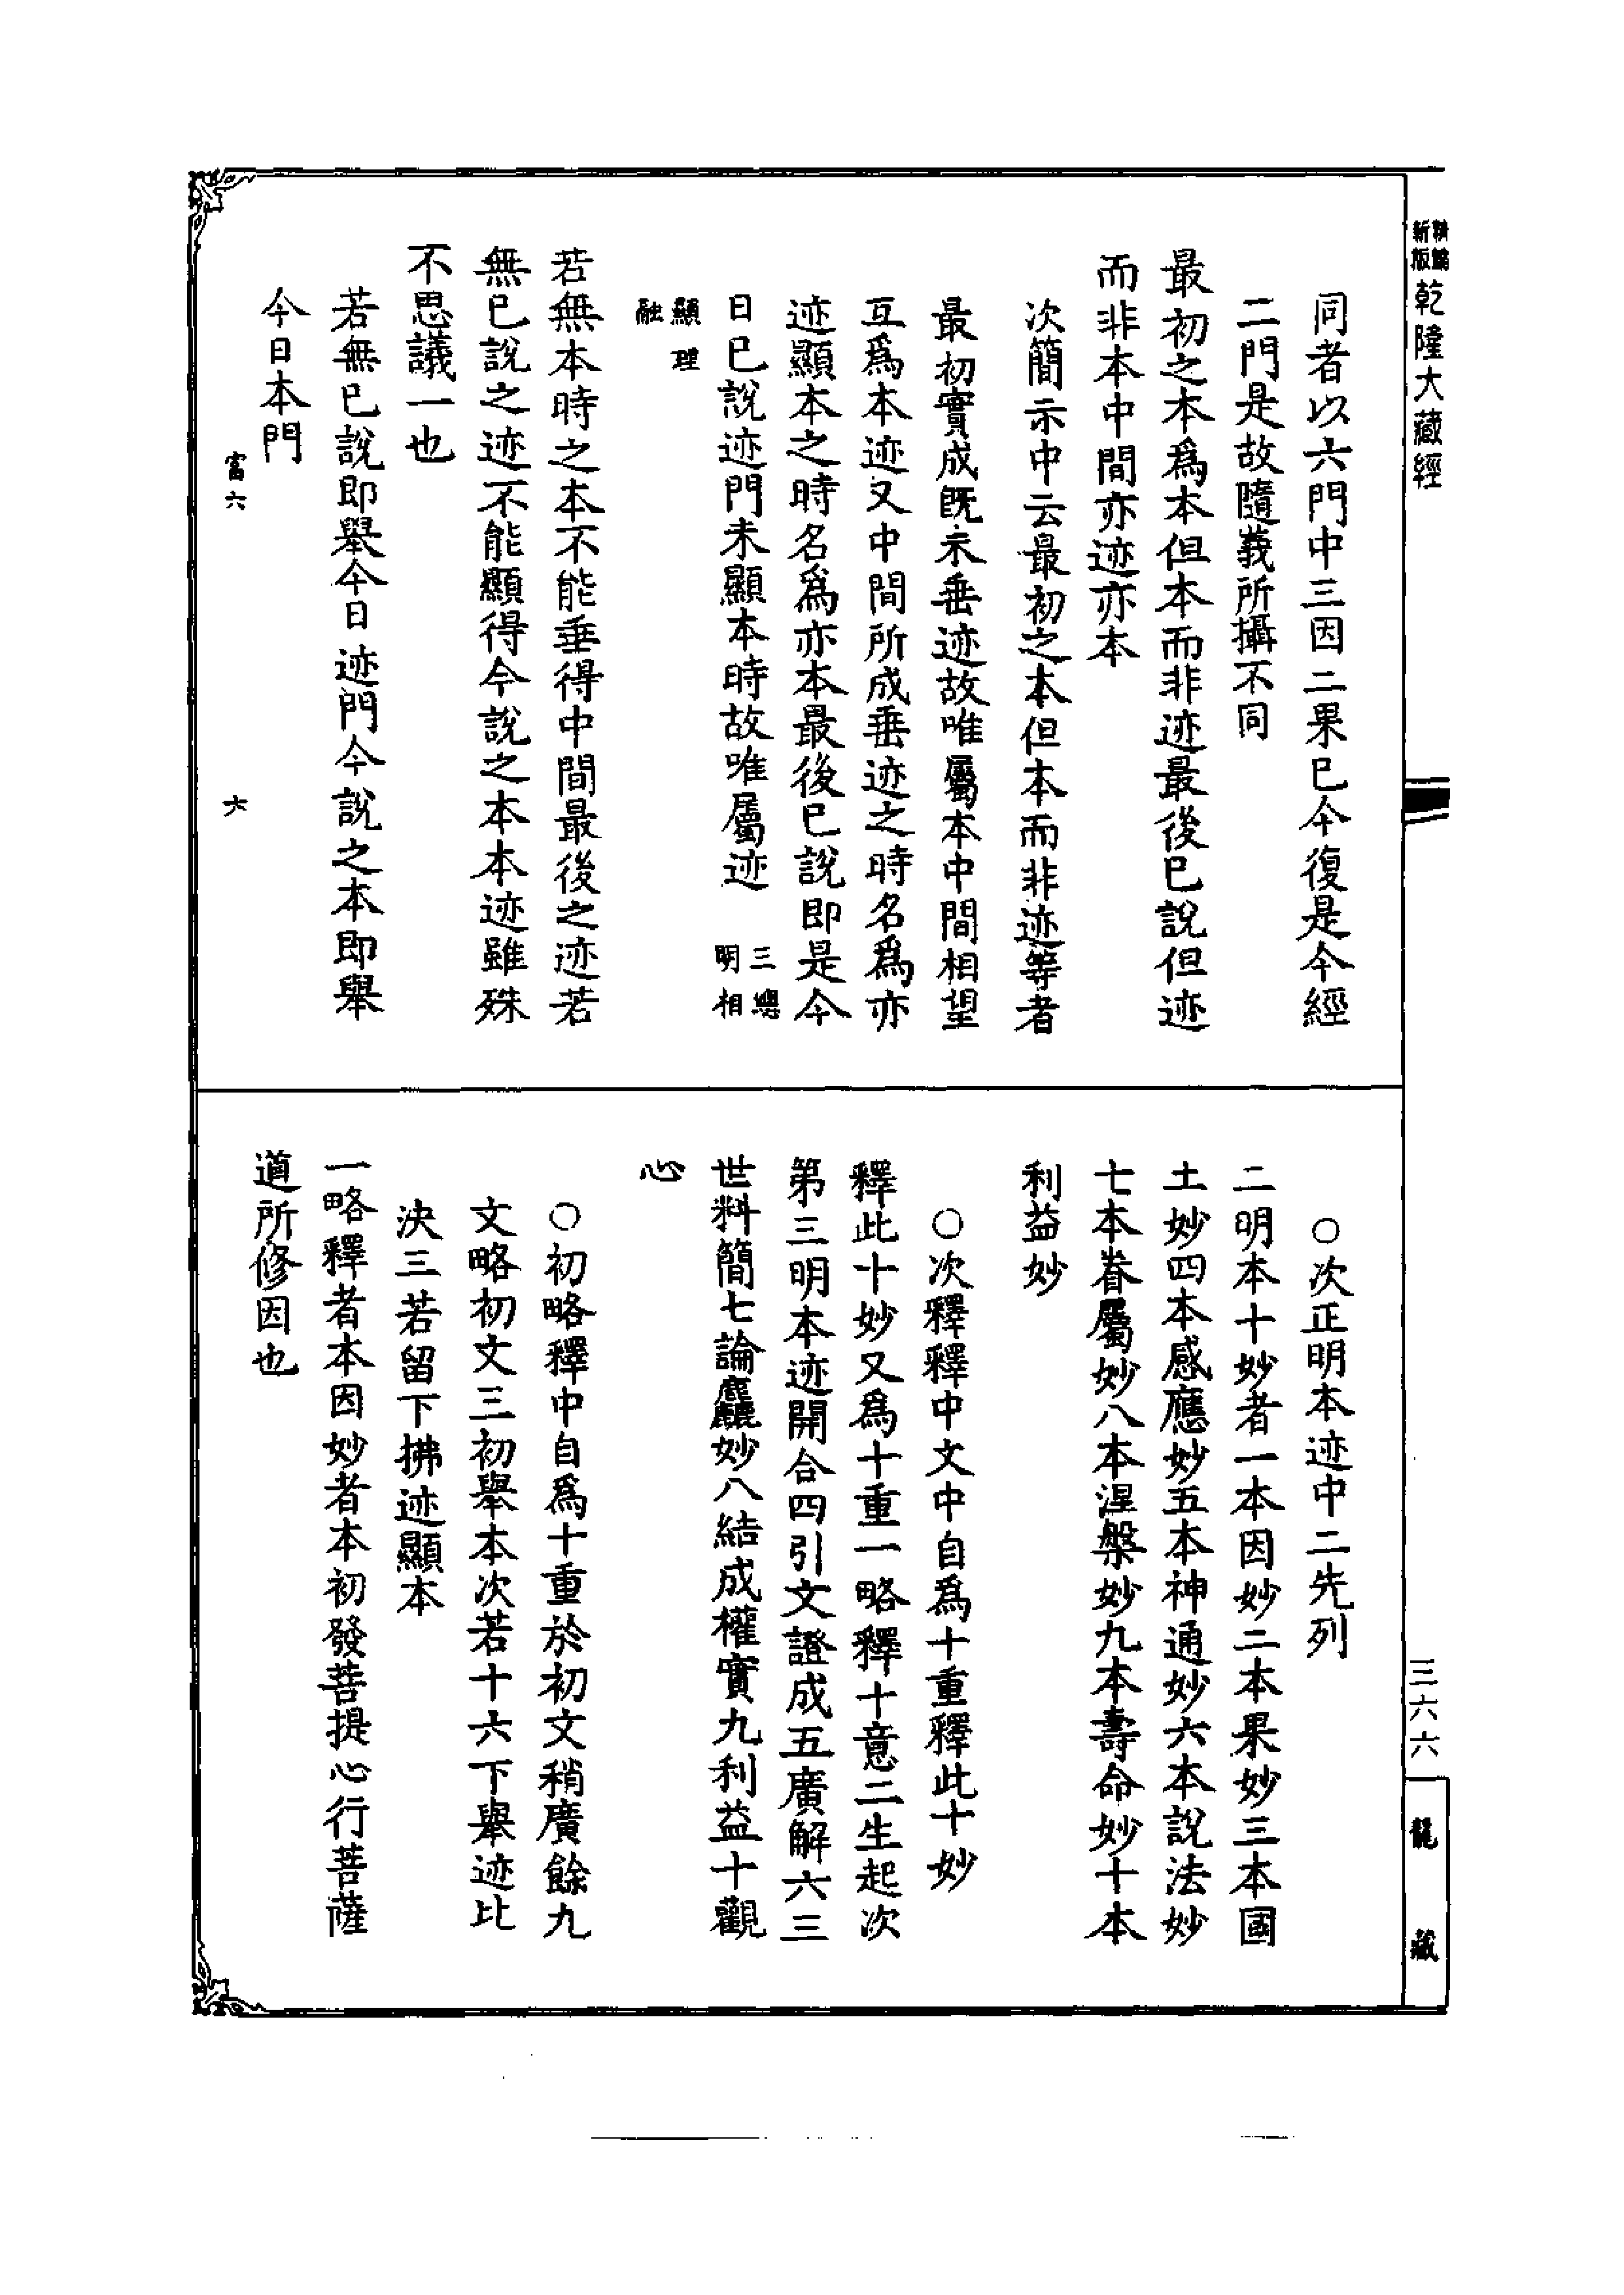 新版
精編
乾隆大藏經
三六六
龍藏
同者以六門中三因二果已今復是今經
二門是故隨義所攝不同
最初之本爲本但本而非迹最後已說但迹
而非本中間亦迹亦本
次簡示中云最初之本但本而非迹等者
最初實成旣未垂迹故唯屬本中間相望
互爲本迹又中間所成垂迹之時名爲亦
迹顯本之時名爲亦本最後已說即是今
日已說迹門未顯本時故唯屬迹 三總明相
顯理融
若無本時之本不能垂得中間最後之迹若
無已說之迹不能顯得今說之本本迹雖殊
不思議一也
若無已說即舉今日迹門今說之本即舉
今日本門
富六 六
○次正明本迹中二先列
二明本十妙者一本因妙二本果妙三本國
土妙四本感應妙五本神通妙六本說法妙
七本眷屬妙八本涅槃妙九本壽命妙十本
利益妙
○次釋釋中文中自爲十重釋此十妙
釋此十妙又爲十重一略釋十意二生起次
第三明本迹開合四引文證成五廣解六三
世料簡七論麤妙八結成權實九利益十觀
心
○初略釋中自爲十重於初文稍廣餘九
文略初文三初舉本次若十六下舉迹比
決三若留下拂迹顯本
一略釋者本因妙者本初發菩提心行菩薩
道所修因也